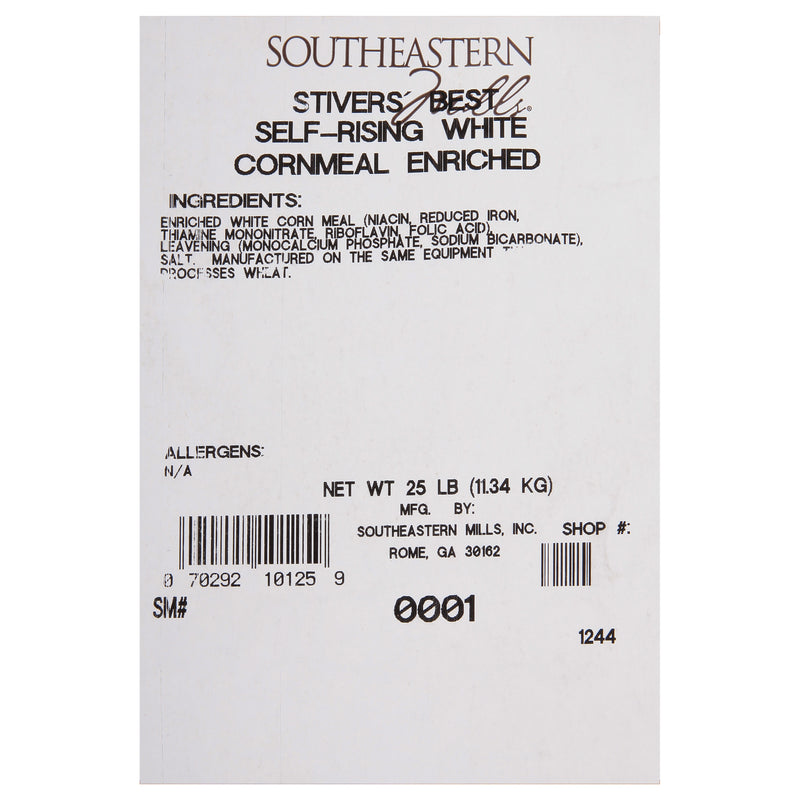 SOUTHEASTERN
Mills®
STIVERS' BEST
SELF-RISING WHITE
CORNMEAL ENRICHED
INGREDIENTS:
ENRICHED WHITE CORN MEAL (NIACIN, REDUCED IRON,
THIAMINE MONONITRATE, RIBOFLAVIN, FOLIC ACID),
LEAVENING (MONOCALCIUM PHOSPHATE, SODIUM BICARBONATE),
SALT. MANUFACTURED ON THE SAME EQUIPMENT
PROCESSES WHEAT.
ALLERGENS:
N/A
NET WT 25 LB (11.34 KG)
MFG. BY:
SOUTHEASTERN MILLS, INC. SHOP #:
ROME, GA 30162
0 70292 10125 9
SM# 0001
1244